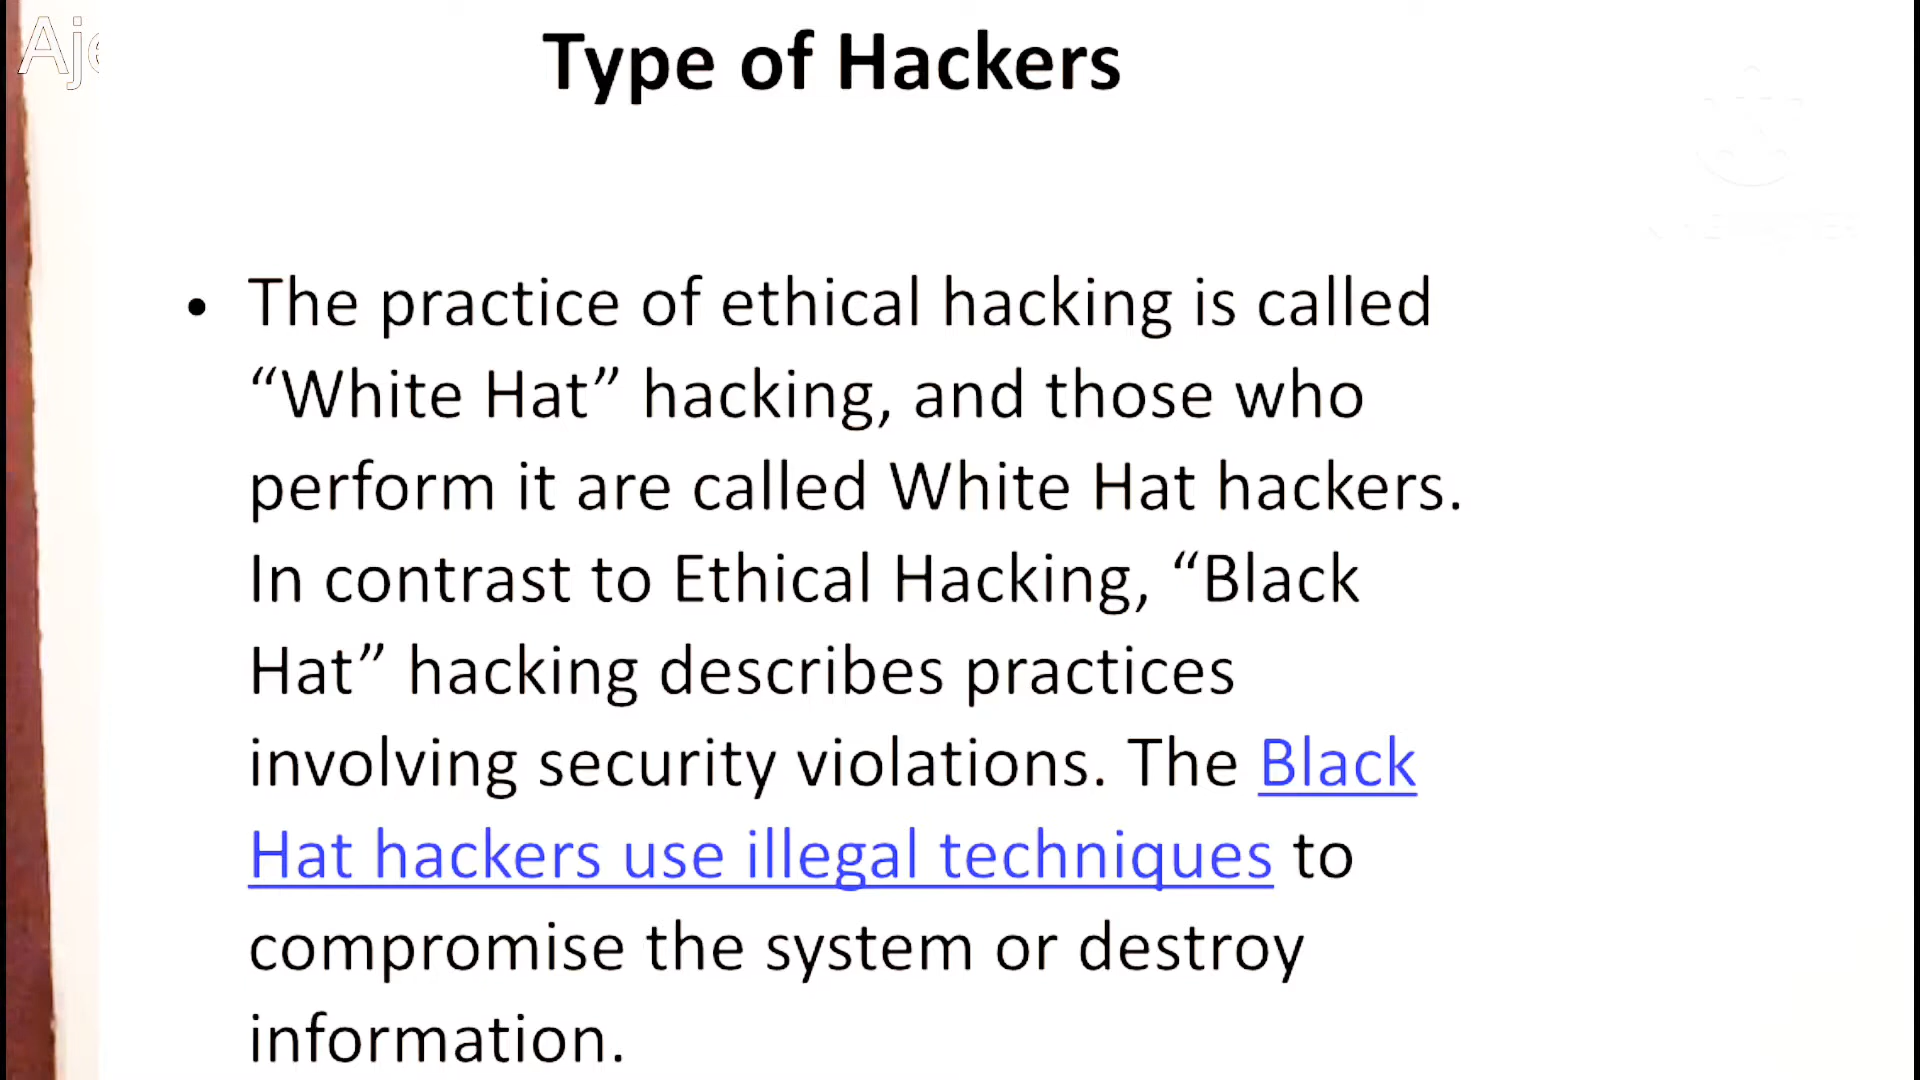 Type of Hackers
• The practice of ethical hacking is called
“White Hat” hacking, and those who
perform it are called White Hat hackers.
In contrast to Ethical Hacking, “Black
Hat” hacking describes practices
involving security violations. The Black
Hat hackers use illegal techniques to
compromise the system or destroy
information.